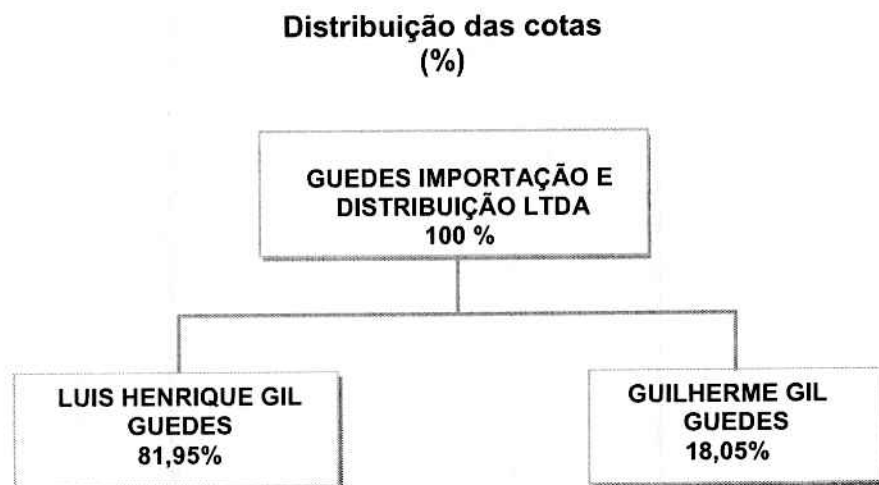 Distribuição das cotas
(%)
GUEDES IMPORTAÇÃO E
DISTRIBUIÇÃO LTDA
100 %
LUIS HENRIQUE GIL
GUEDES
81,95%
GUILHERME GIL
GUEDES
18,05%